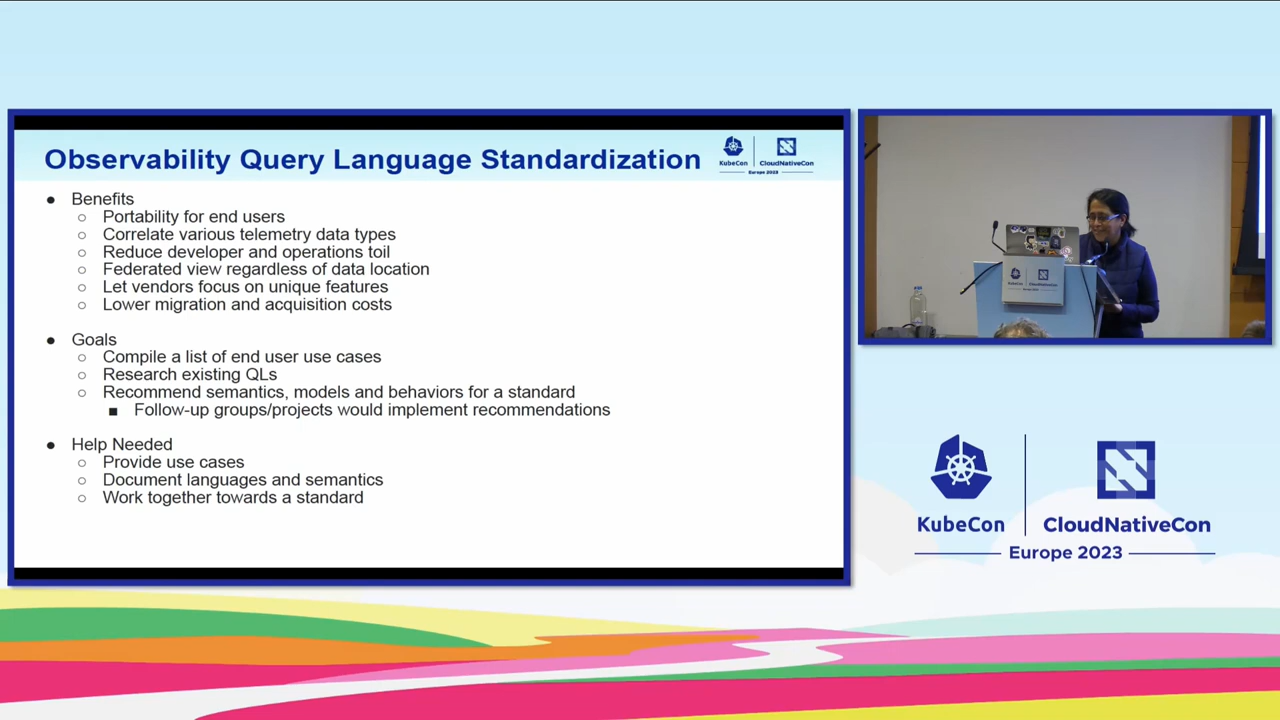 Observability Query Language Standardization
KubeCon
CloudNativeCon
Europe 2023
● Benefits
○ Portability for end users
○ Correlate various telemetry data types
○ Reduce developer and operations toil
○ Federated view regardless of data location
○ Let vendors focus on unique features
○ Lower migration and acquisition costs
● Goals
○ Compile a list of end user use cases
○ Research existing QLs
○ Recommend semantics, models and behaviors for a standard
■ Follow-up groups/projects would implement recommendations
● Help Needed
○ Provide use cases
○ Document languages and semantics
○ Work together towards a standard
KubeCon
CloudNativeCon
Europe 2023